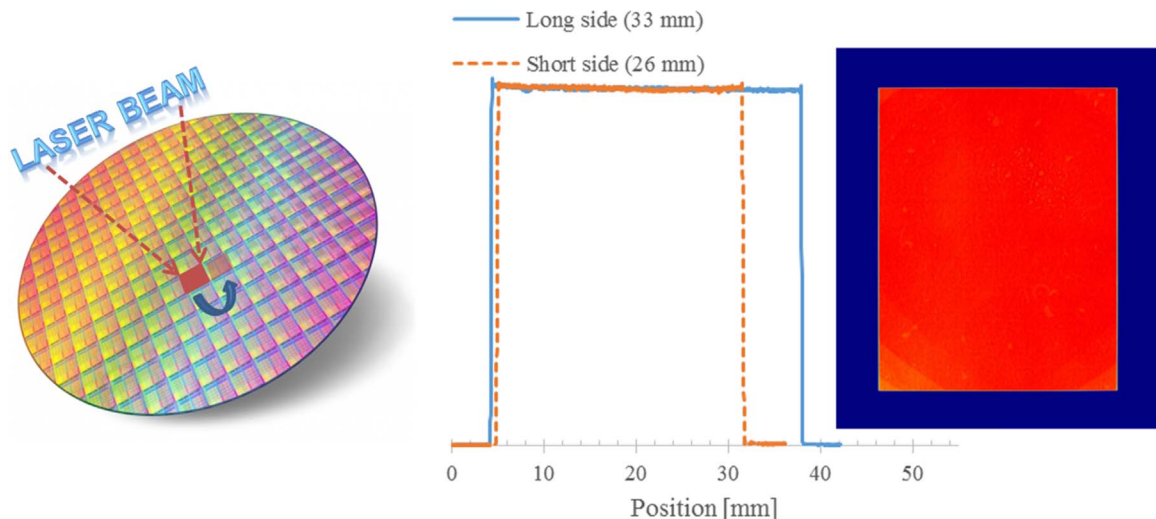 LASER BEAM
Long side (33 mm)
Short side (26 mm)
0 10 20 30 40 50
Position [mm]